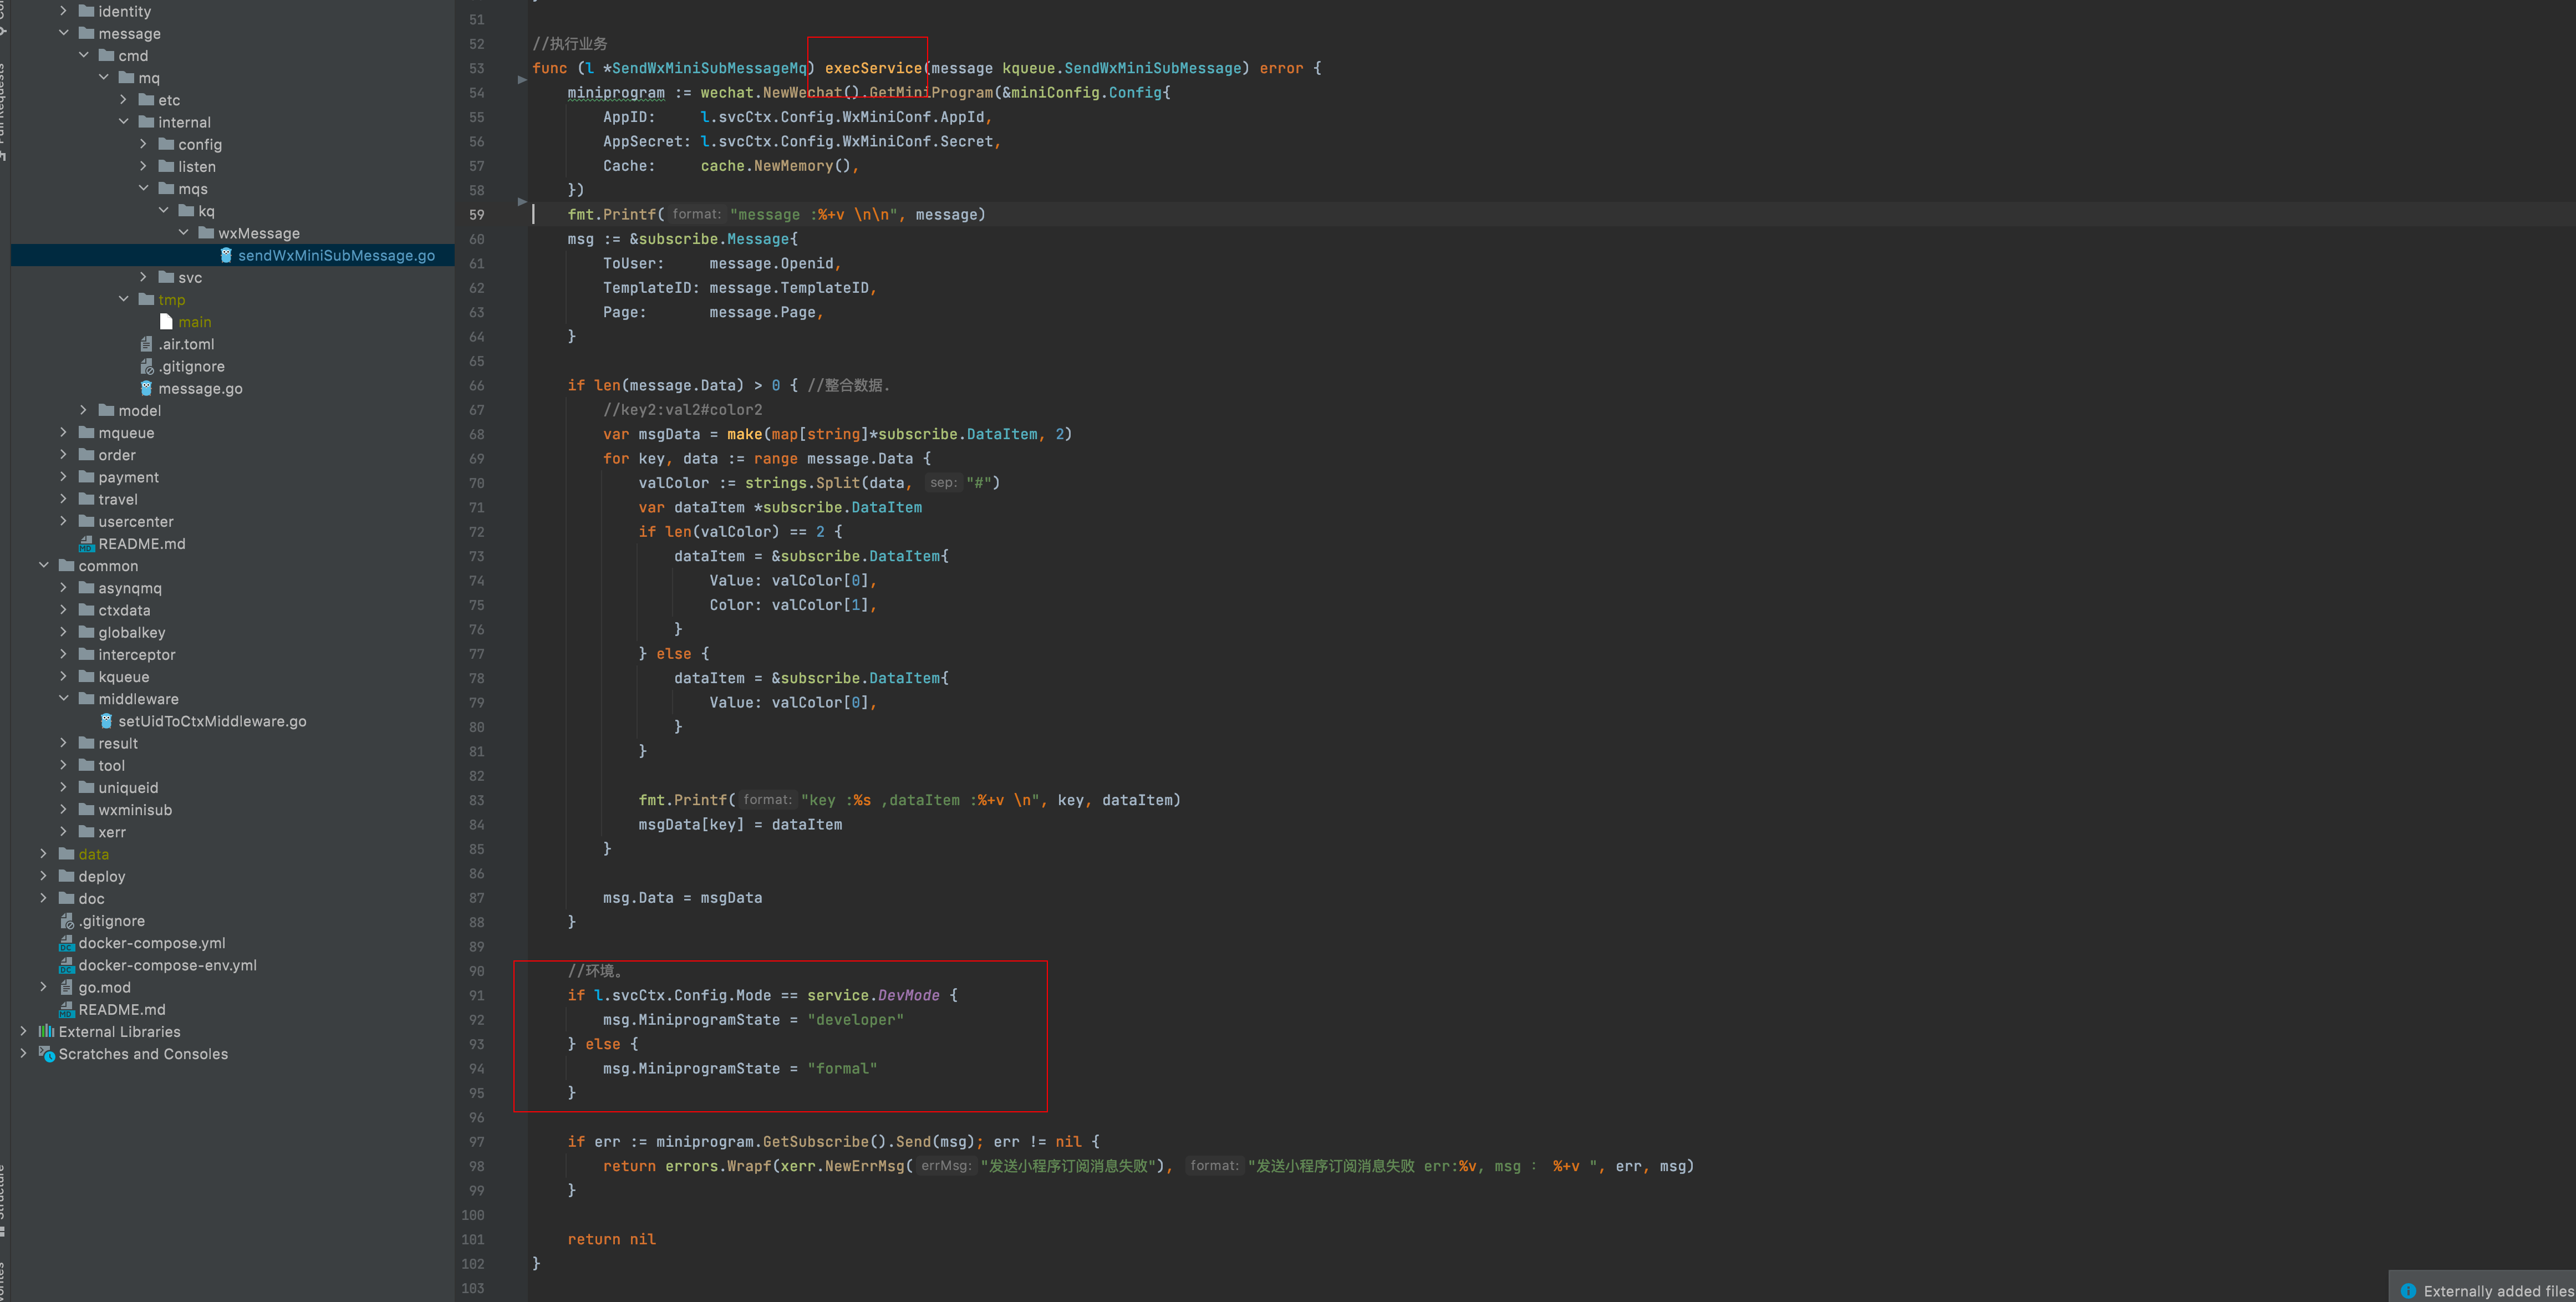 identity
message
cmd
mq
etc
internal
config
listen
mqs
kq
wxMessage
sendWxMiniSubMessage.go
svc
tmp
main
.air.toml
.gitignore
message.go
model
mqueue
order
payment
travel
usercenter
README.md
common
asynqmq
ctxdata
globalkey
interceptor
kqueue
middleware
setUidToCtxMiddleware.go
result
tool
uniqueid
wxminisub
xerr
data
deploy
doc
.gitignore
docker-compose.yml
docker-compose-env.yml
go.mod
README.md
External Libraries
Scratches and Consoles
51
52 //执行业务
53 func (l *SendWxMiniSubMessageMq) execService(message kqueue.SendWxMiniSubMessage) error {
54 miniprogram := wechat.NewWechat().GetMiniProgram(&miniConfig.Config{
55 AppID: l.svcCtx.Config.WxMiniConf.AppId,
56 AppSecret: l.svcCtx.Config.WxMiniConf.Secret,
57 Cache: cache.NewMemory(),
58 })
59 fmt.Printf( format: "message :%+v \n\n", message)
60 msg := &subscribe.Message{
61 ToUser: message.Openid,
62 TemplateID: message.TemplateID,
63 Page: message.Page,
64 }
65
66 if len(message.Data) > 0 { //整合数据.
67 //key2:val2#color2
68 var msgData = make(map[string]*subscribe.DataItem, 2)
69 for key, data := range message.Data {
70 valColor := strings.Split(data, sep: "#")
71 var dataItem *subscribe.DataItem
72 if len(valColor) == 2 {
73 dataItem = &subscribe.DataItem{
74 Value: valColor[0],
75 Color: valColor[1],
76 }
77 } else {
78 dataItem = &subscribe.DataItem{
79 Value: valColor[0],
80 }
81 }
82
83 fmt.Printf( format: "key :%s ,dataItem :%+v \n", key, dataItem)
84 msgData[key] = dataItem
85 }
86
87 msg.Data = msgData
88 }
89
90 //环境。
91 if l.svcCtx.Config.Mode == service.DevMode {
92 msg.MiniprogramState = "developer"
93 } else {
94 msg.MiniprogramState = "formal"
95 }
96
97 if err := miniprogram.GetSubscribe().Send(msg); err != nil {
98 return errors.Wrapf(xerr.NewErrMsg( errMsg: "发送小程序订阅消息失败"), format: "发送小程序订阅消息失败 err:%v, msg : %+v ", err, msg)
99 }
100
101 return nil
102 }
103
Externally added files